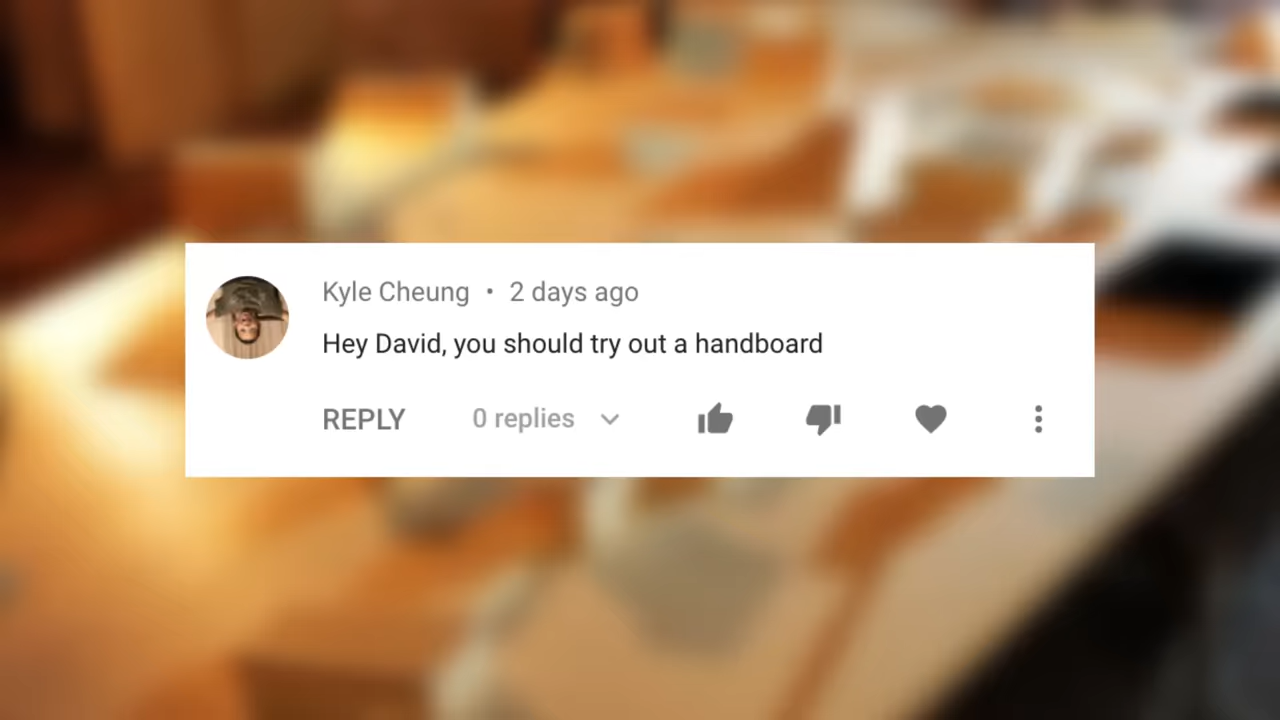 Kyle Cheung • 2 days ago
Hey David, you should try out a handboard
REPLY 0 replies